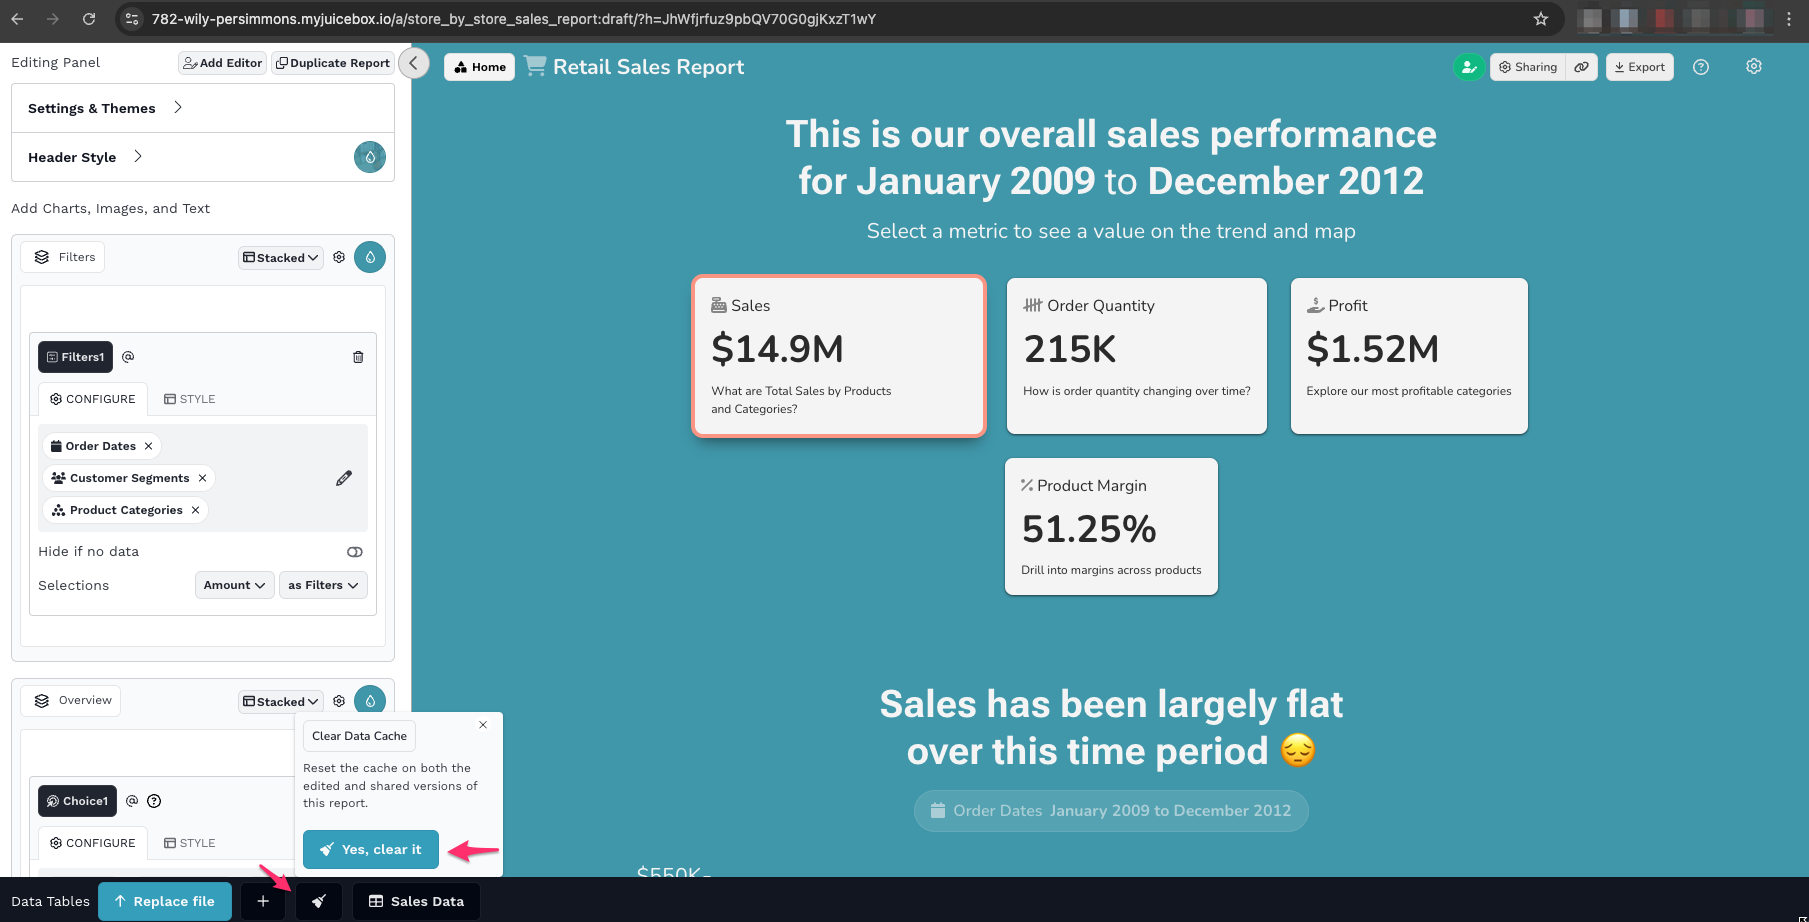 782-wily-persimmons.myjuicebox.io/a/store_by_store_sales_report:draft/?h=JhWfjrfuz9pbQV70G0gjKxzT1wY
Editing Panel
Add Editor
Duplicate Report
Settings & Themes
Header Style
Add Charts, Images, and Text
Filters
Stacked
Filters1
CONFIGURE
STYLE
Order Dates
Customer Segments
Product Categories
Hide if no data
Selections
Amount
as Filters
Overview
Stacked
Choice1
CONFIGURE
STYLE
Clear Data Cache
Reset the cache on both the
edited and shared versions of
this report.
Yes, clear it
Data Tables
Replace file
Sales Data
Home
Retail Sales Report
Sharing
Export
This is our overall sales performance
for January 2009 to December 2012
Select a metric to see a value on the trend and map
Sales
$14.9M
What are Total Sales by Products
and Categories?
Order Quantity
215K
How is order quantity changing over time?
Profit
$1.52M
Explore our most profitable categories
Product Margin
51.25%
Drill into margins across products
Sales has been largely flat
over this time period 😔
Order Dates January 2009 to December 2012
$550K